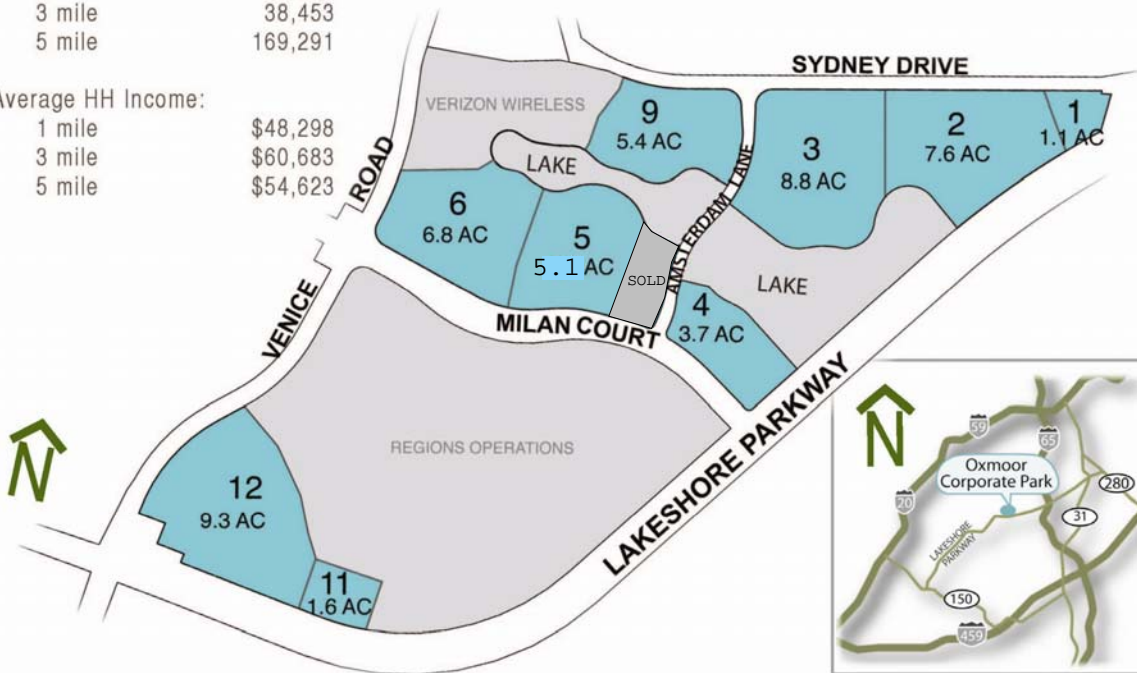 3 mile 38,453
5 mile 169,291
Average HH Income:
1 mile $48,298
3 mile $60,683
5 mile $54,623
SYDNEY DRIVE
VERIZON WIRELESS
9
5.4 AC
3
8.8 AC
2
7.6 AC
1
1.1 AC
LAKE
ROAD
AMSTERDAM LANE
6
6.8 AC
5
5.1 AC
SOLD
LAKE
4
3.7 AC
VENICE
MILAN COURT
LAKESHORE PARKWAY
REGIONS OPERATIONS
N
12
9.3 AC
11
1.6 AC
N
59
65
Oxmoor
Corporate Park
280
20
31
LAKESHORE
PARKWAY
150
459